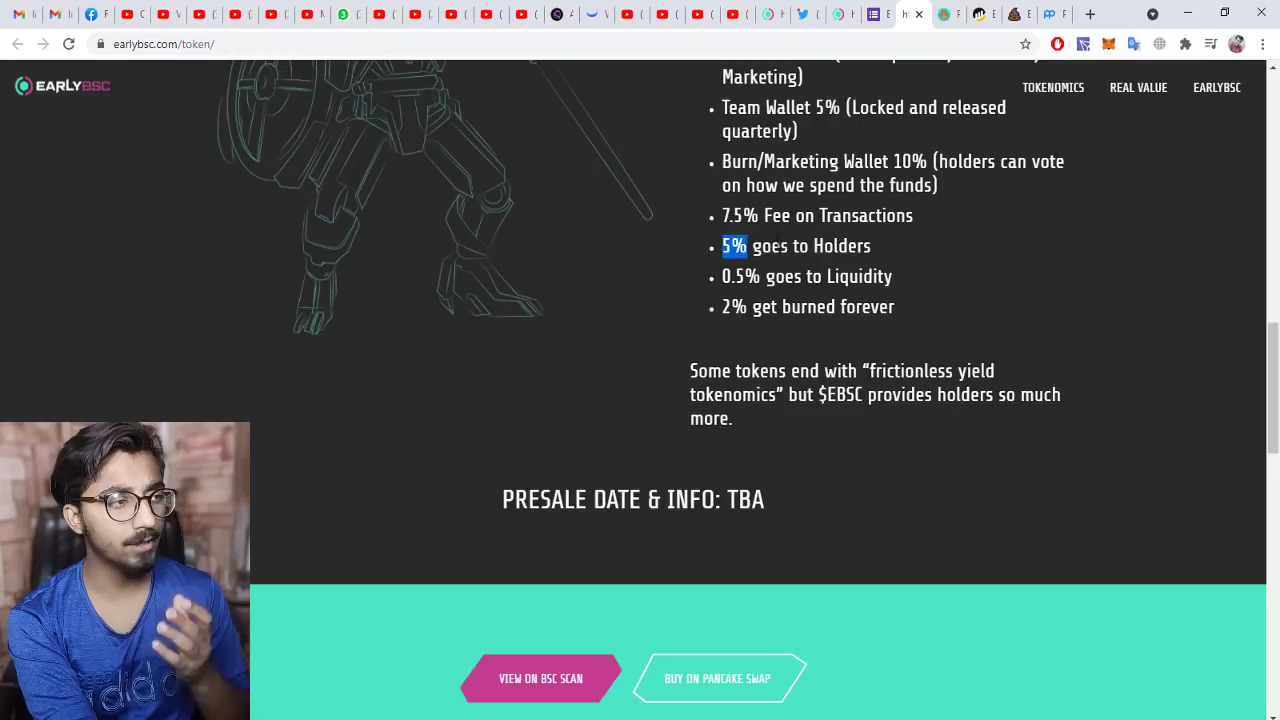 earlybsc.com/token/
EARLYBSC
TOKENOMICS
REAL VALUE
EARLYBSC
Marketing)
Team Wallet 5% (Locked and released
quarterly)
Burn/Marketing Wallet 10% (holders can vote
on how we spend the funds)
7.5% Fee on Transactions
5% goes to Holders
0.5% goes to Liquidity
2% get burned forever
Some tokens end with “frictionless yield
tokenomics” but $EBSC provides holders so much
more.
PRESALE DATE & INFO: TBA
VIEW ON BSC SCAN
BUY ON PANCAKE SWAP
adida